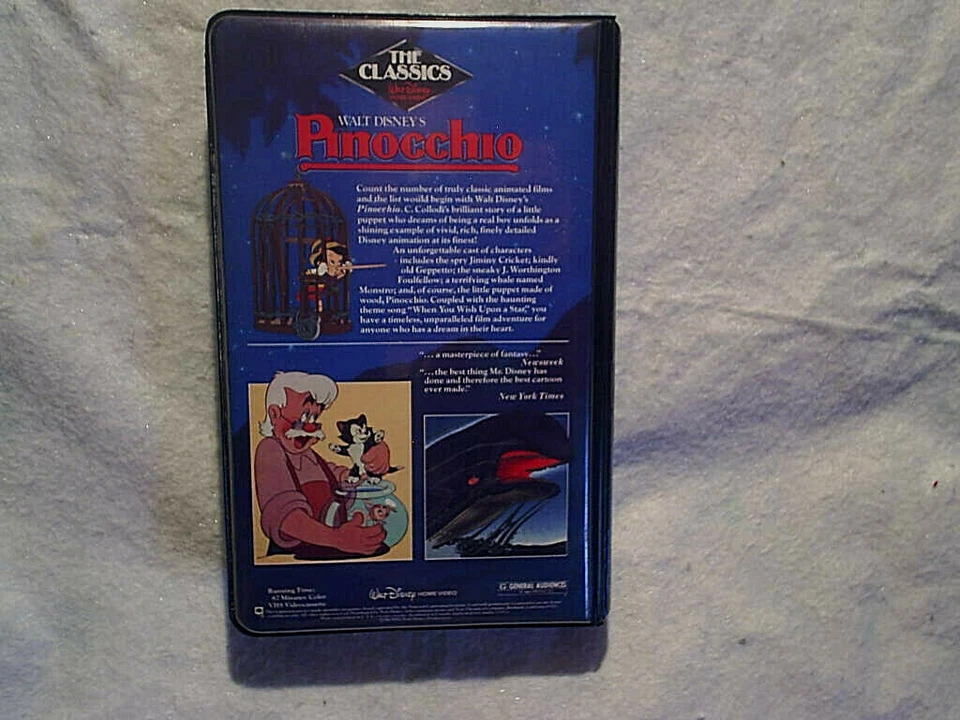 THE
CLASSICS
Walt Disney
HOME VIDEO
WALT DISNEY'S
Pinocchio
Count the number of truly classic animated films
and the list would begin with Walt Disney's
Pinocchio. C. Collodi's brilliant story of a little
puppet who dreams of being a real boy unfolds as a
shining example of vivid, rich, finely detailed
Disney animation at its finest!
An unforgettable cast of characters
includes the spry Jiminy Cricket; kindly
old Geppetto; the sneaky J. Worthington
Foulfellow; a terrifying whale named
Monstro; and, of course, the little puppet made of
wood, Pinocchio. Coupled with the haunting
theme song "When You Wish Upon a Star," you
have a timeless, unparalleled film adventure for
anyone who has a dream in their heart.
"...a masterpiece of fantasy..."
Newsweek
"...the best thing Mr. Disney has
done and therefore the best cartoon
ever made."
New York Times
Running Time:
Minutes Color
VHS Videocassette
Walt Disney HOME VIDEO
G GENERAL AUDIENCES